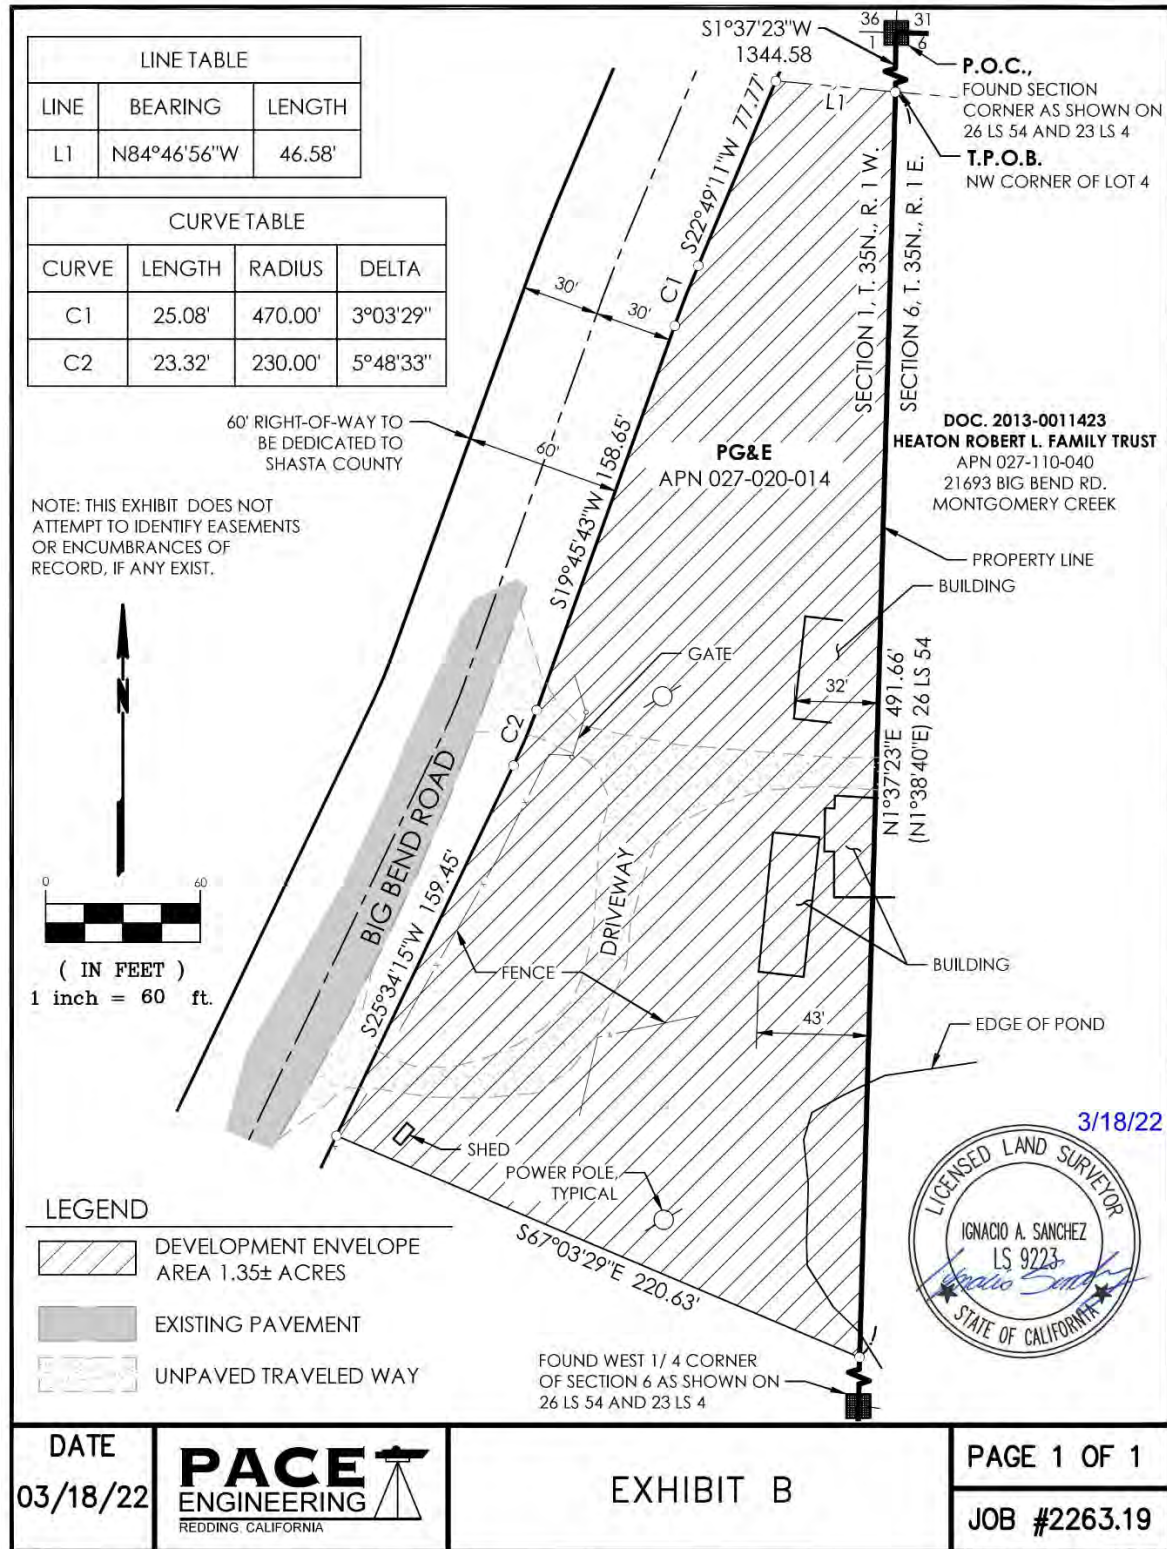 LINE TABLE
LINE BEARING LENGTH
L1 N84°46'56"W 46.58'
CURVE TABLE
CURVE LENGTH RADIUS DELTA
C1 25.08' 470.00' 3°03'29"
C2 23.32' 230.00' 5°48'33"
S1°37'23"W
1344.58
36 31
1 6
P.O.C.,
FOUND SECTION
CORNER AS SHOWN ON
26 LS 54 AND 23 LS 4
T.P.O.B.
NW CORNER OF LOT 4
L1
S22°49'11"W 77.77'
C1
30'
30'
SECTION 1, T. 35N., R. 1 W.
SECTION 6, T. 35N., R. 1 E.
60' RIGHT-OF-WAY TO
BE DEDICATED TO
SHASTA COUNTY
60'
S19°45'43"W 158.65'
PG&E
APN 027-020-014
DOC. 2013-0011423
HEATON ROBERT L. FAMILY TRUST
APN 027-110-040
21693 BIG BEND RD.
MONTGOMERY CREEK
NOTE: THIS EXHIBIT DOES NOT
ATTEMPT TO IDENTIFY EASEMENTS
OR ENCUMBRANCES OF
RECORD, IF ANY EXIST.
PROPERTY LINE
BUILDING
N
GATE
32'
N1°37'23"E 491.66'
(N1°38'40"E) 26 LS 54
C2
BIG BEND ROAD
S25°34'15"W 159.45'
DRIVEWAY
0 60
( IN FEET )
1 inch = 60 ft.
FENCE
BUILDING
43'
EDGE OF POND
SHED
POWER POLE,
TYPICAL
S67°03'29"E 220.63'
3/18/22
LICENSED LAND SURVEYOR
IGNACIO A. SANCHEZ
LS 9223
STATE OF CALIFORNIA
LEGEND
DEVELOPMENT ENVELOPE
AREA 1.35± ACRES
EXISTING PAVEMENT
UNPAVED TRAVELED WAY
FOUND WEST 1/4 CORNER
OF SECTION 6 AS SHOWN ON
26 LS 54 AND 23 LS 4
DATE
03/18/22
PACE
ENGINEERING
REDDING, CALIFORNIA
EXHIBIT B
PAGE 1 OF 1
JOB #2263.19